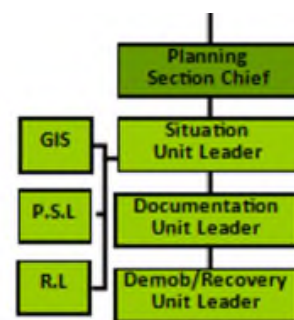 Planning
Section Chief
GIS
Situation
Unit Leader
P.S.L
Documentation
Unit Leader
R.L
Demob/Recovery
Unit Leader